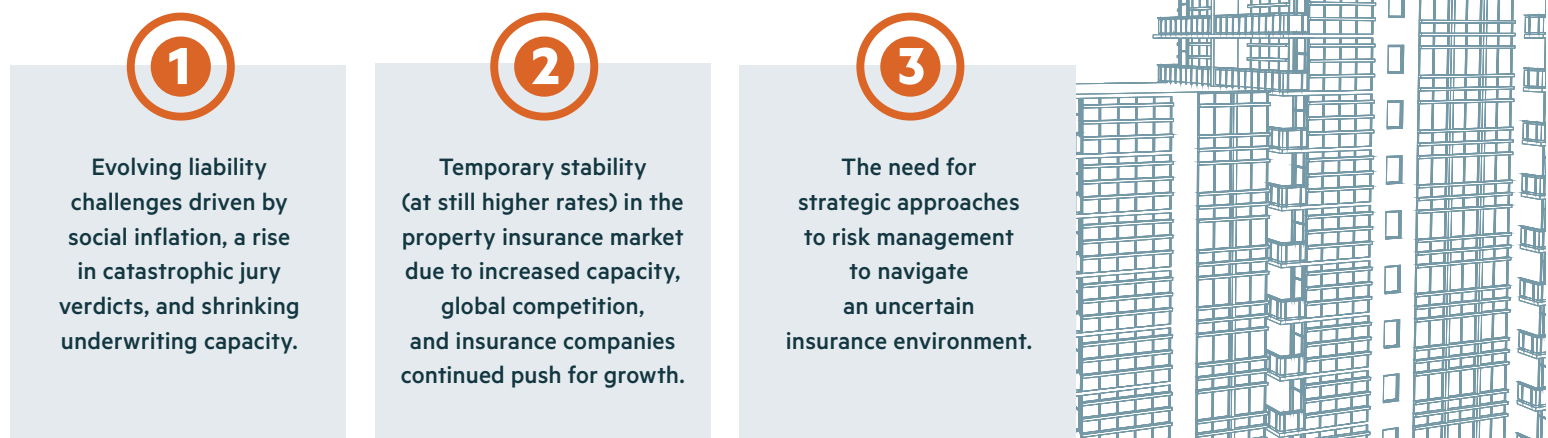 1
Evolving liability
challenges driven by
social inflation, a rise
in catastrophic jury
verdicts, and shrinking
underwriting capacity.
2
Temporary stability
(at still higher rates) in the
property insurance market
due to increased capacity,
global competition,
and insurance companies
continued push for growth.
3
The need for
strategic approaches
to risk management
to navigate
an uncertain
insurance environment.